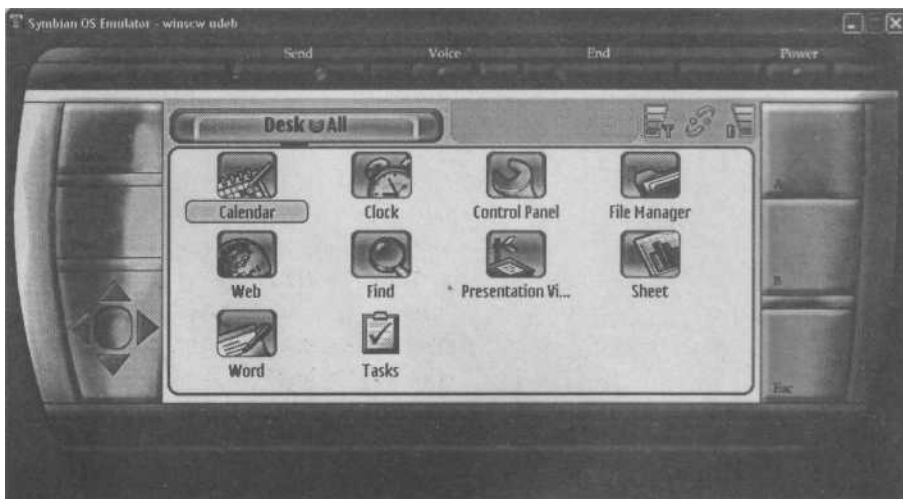 Symbian OS Emulator - winscw udeb
Send Voice End Power
Desk All
Calendar Clock Control Panel File Manager
A
Web Find Presentation Vi... Sheet
B
Word Tasks
Esc